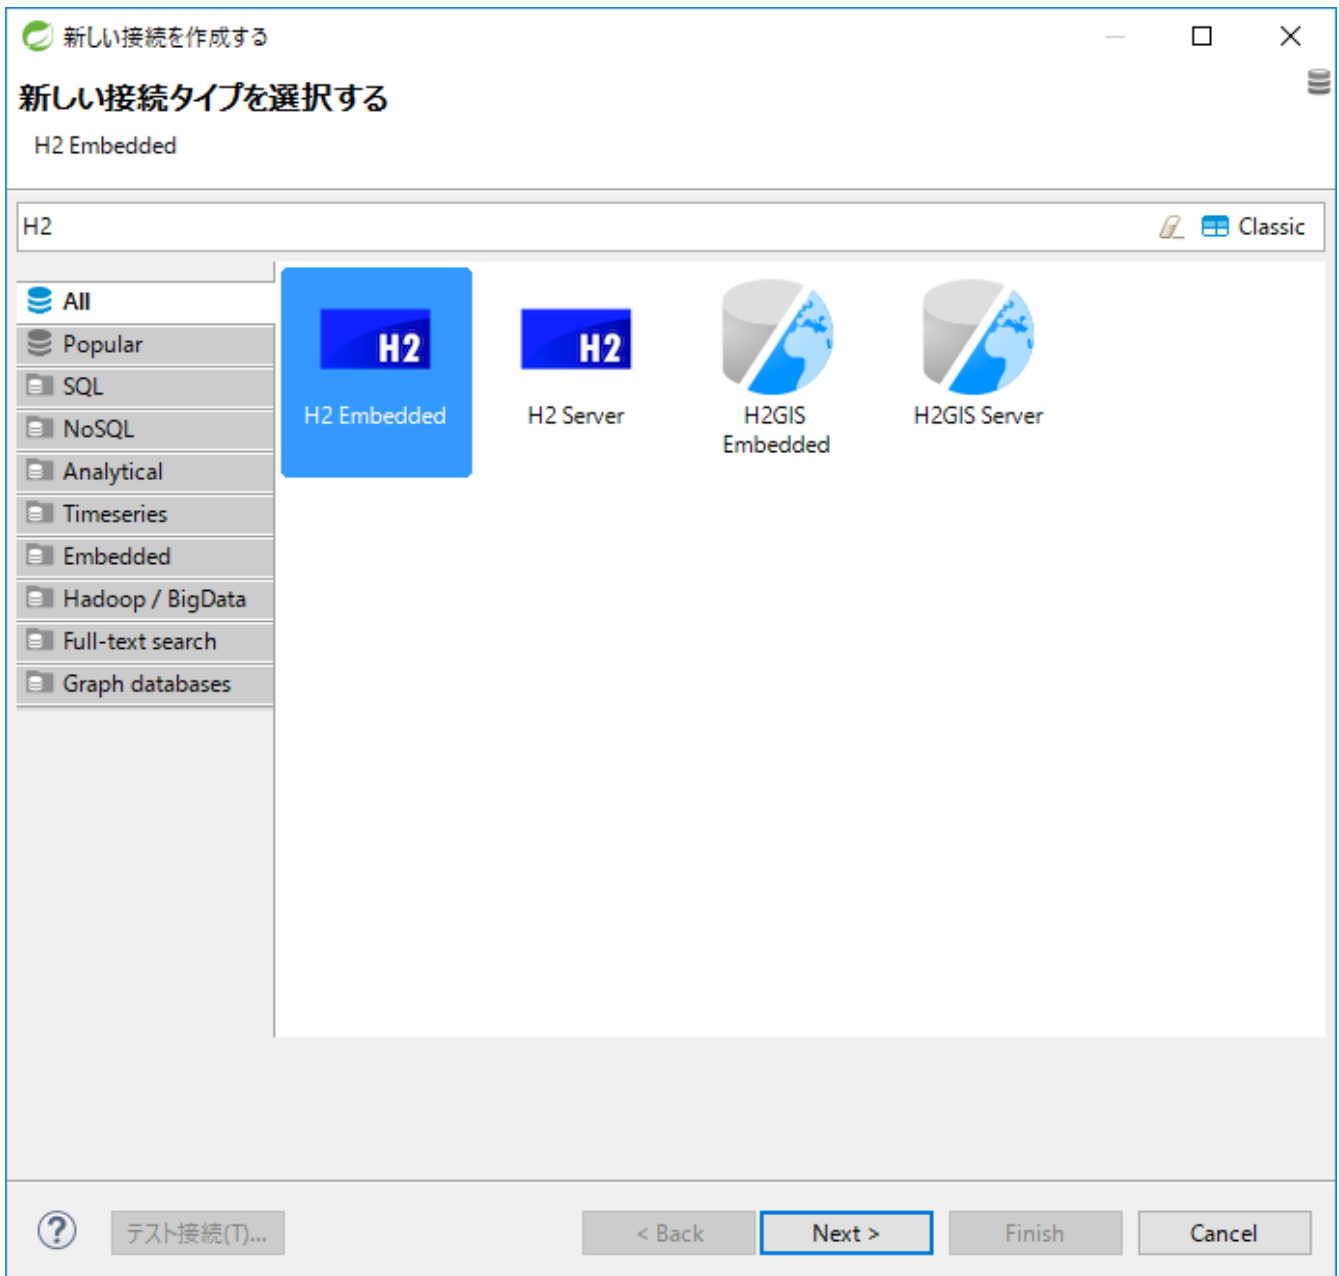 新しい接続を作成する
新しい接続タイプを選択する
H2 Embedded
H2
Classic
All
Popular
SQL
NoSQL
Analytical
Timeseries
Embedded
Hadoop / BigData
Full-text search
Graph databases
H2
H2 Embedded
H2
H2 Server
H2GIS
Embedded
H2GIS Server
?
テスト接続(T)...
< Back
Next >
Finish
Cancel